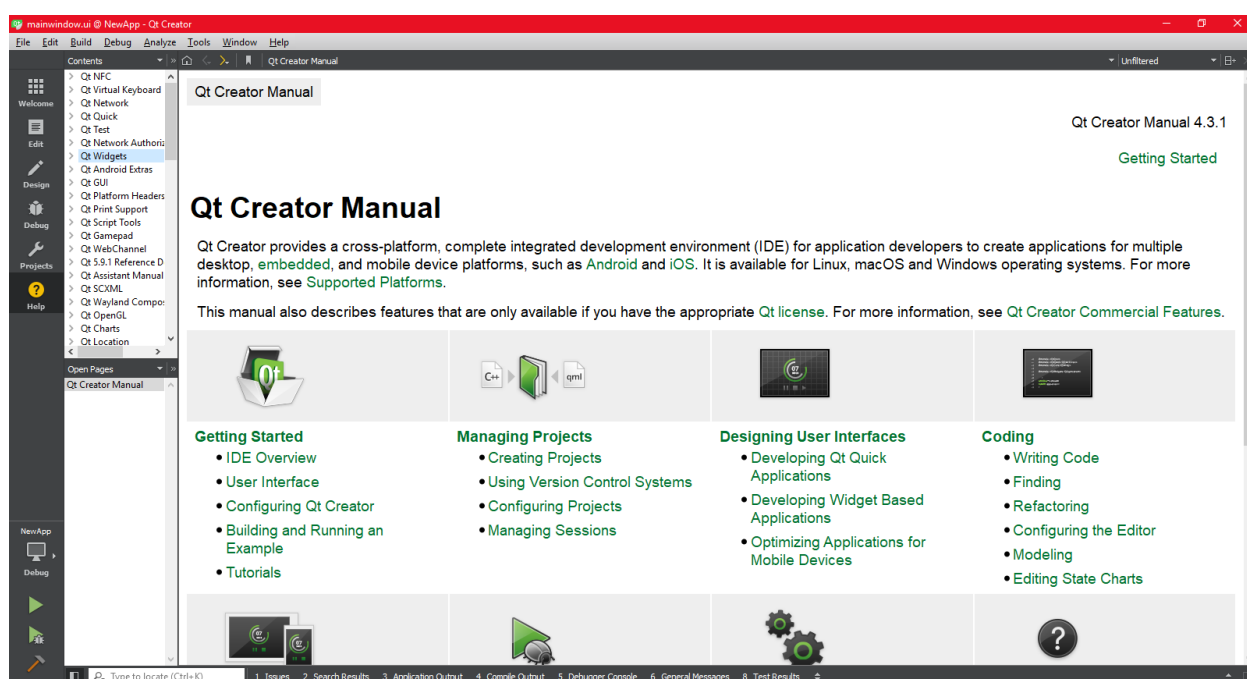 mainwindow.ui @ NewApp - Qt Creator
File Edit Build Debug Analyze Tools Window Help
Contents
Qt Creator Manual
Unfiltered
Welcome
Edit
Design
Debug
Projects
Help
Qt NFC
Qt Virtual Keyboard
Qt Network
Qt Quick
Qt Test
Qt Network Authoriz
Qt Widgets
Qt Android Extras
Qt GUI
Qt Platform Headers
Qt Print Support
Qt Script Tools
Qt Gamepad
Qt WebChannel
Qt 5.9.1 Reference D
Qt Assistant Manual
Qt SCXML
Qt Wayland Compos
Qt OpenGL
Qt Charts
Qt Location
Open Pages
Qt Creator Manual
NewApp
Debug
Qt Creator Manual
Qt Creator Manual 4.3.1
Getting Started
Qt Creator Manual
Qt Creator provides a cross-platform, complete integrated development environment (IDE) for application developers to create applications for multiple
desktop, embedded, and mobile device platforms, such as Android and iOS. It is available for Linux, macOS and Windows operating systems. For more
information, see Supported Platforms.
This manual also describes features that are only available if you have the appropriate Qt license. For more information, see Qt Creator Commercial Features.
Qt
C++ qml
07
Getting Started
• IDE Overview
• User Interface
• Configuring Qt Creator
• Building and Running an
Example
• Tutorials
Managing Projects
• Creating Projects
• Using Version Control Systems
• Configuring Projects
• Managing Sessions
Designing User Interfaces
• Developing Qt Quick
Applications
• Developing Widget Based
Applications
• Optimizing Applications for
Mobile Devices
Coding
• Writing Code
• Finding
• Refactoring
• Configuring the Editor
• Modeling
• Editing State Charts
07
?
Type to locate (Ctrl+K)
1 Issues 2 Search Results 3 Application Output 4 Compile Output 5 Debugger Console 6 General Messages 8 Test Results